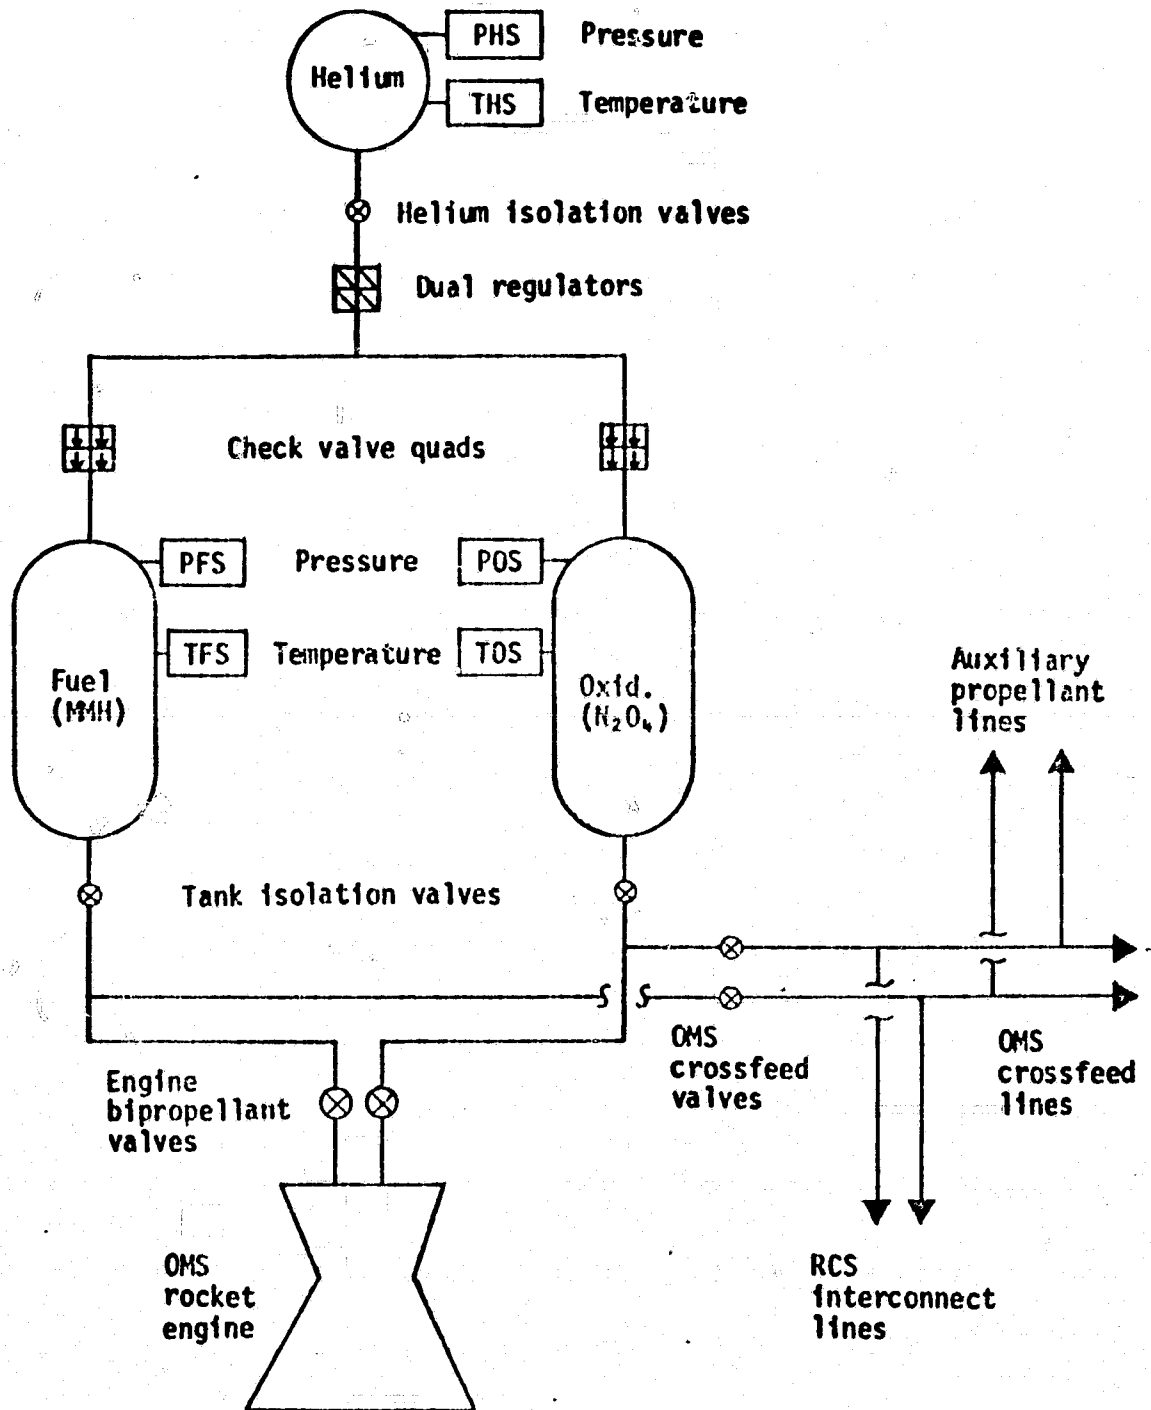 PHS Pressure
Helium
THS Temperature
Helium isolation valves
Dual regulators
Check valve quads
PFS Pressure POS
TFS Temperature TOS
Fuel
(MMH)
Oxid.
(N₂O₄)
Auxiliary
propellant
lines
Tank isolation valves
OMS
crossfeed
valves
OMS
crossfeed
lines
Engine
bipropellant
valves
OMS
rocket
engine
RCS
interconnect
lines